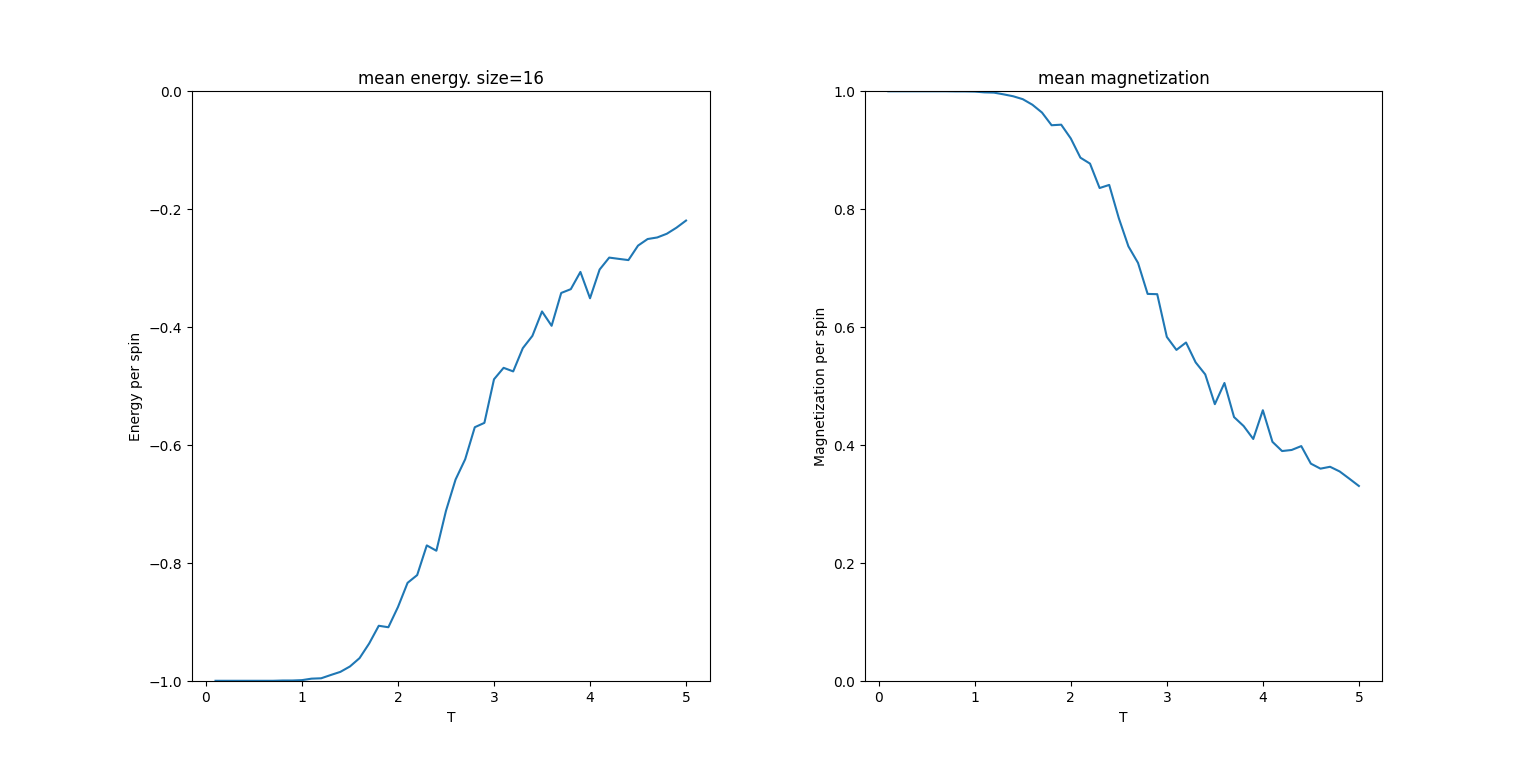 mean energy. size=16
Energy per spin
0.0
−0.2
−0.4
−0.6
−0.8
−1.0
0 1 2 3 4 5
T
mean magnetization
Magnetization per spin
1.0
0.8
0.6
0.4
0.2
0.0
0 1 2 3 4 5
T